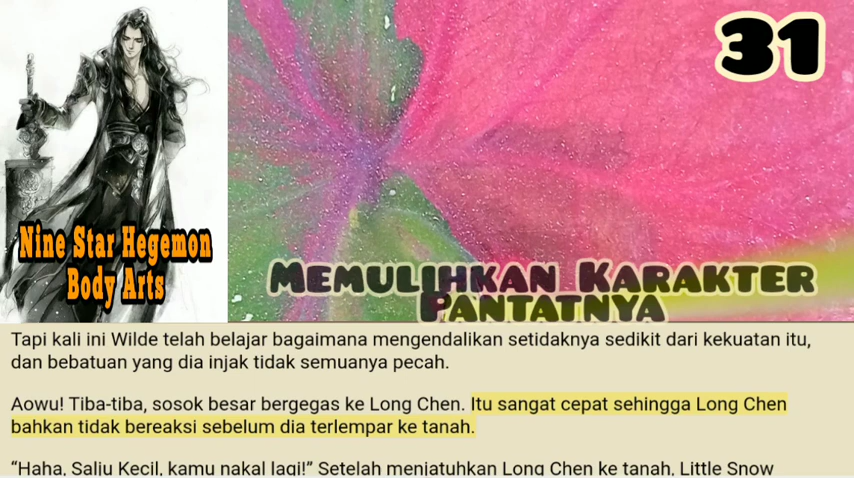 31
Nine Star Hegemon
Body Arts
Memulihkan Karakter
Pantatnya
Tapi kali ini Wilde telah belajar bagaimana mengendalikan setidaknya sedikit dari kekuatan itu,
dan bebatuan yang dia injak tidak semuanya pecah.
Aowu! Tiba-tiba, sosok besar bergegas ke Long Chen. Itu sangat cepat sehingga Long Chen
bahkan tidak bereaksi sebelum dia terlempar ke tanah.
“Haha, Salju Kecil, kamu nakal lagi!” Setelah menjatuhkan Long Chen ke tanah, Little Snow